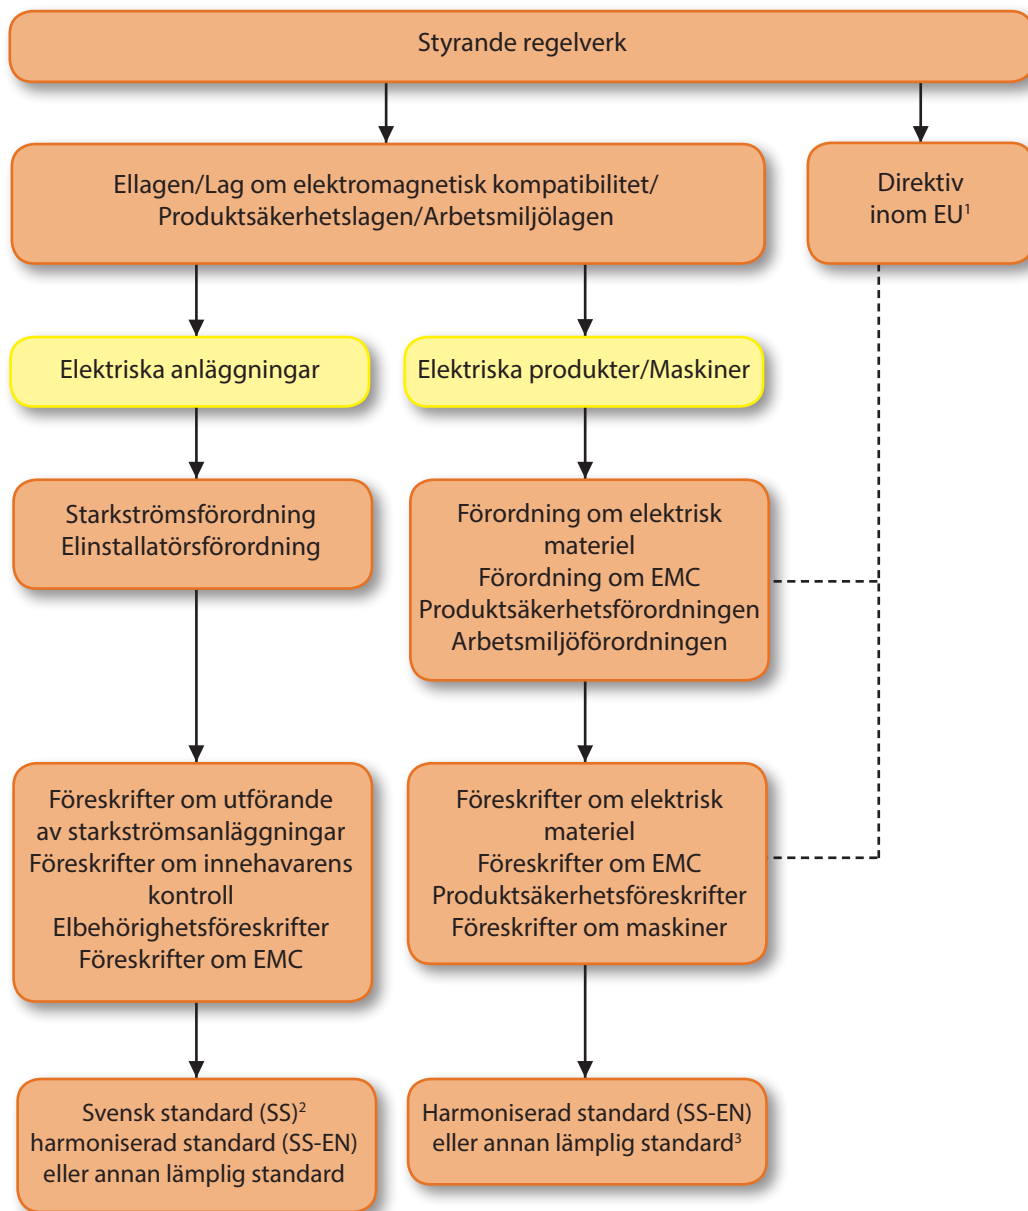 Styrande regelverk
Ellagen/Lag om elektromagnetisk kompatibilitet/
Produktsäkerhetslagen/Arbetsmiljölagen
Direktiv
inom EU¹
Elektriska anläggningar
Elektriska produkter/Maskiner
Starkströmsförordning
Elinstallatörsförordning
Förordning om elektrisk
materiel
Förordning om EMC
Produktsäkerhetsförordningen
Arbetsmiljöförordningen
Föreskrifter om utförande
av starkströmsanläggningar
Föreskrifter om innehavarens
kontroll
Elbehörighetsföreskrifter
Föreskrifter om EMC
Föreskrifter om elektrisk
materiel
Föreskrifter om EMC
Produktsäkerhetsföreskrifter
Föreskrifter om maskiner
Svensk standard (SS)²
harmoniserad standard (SS-EN)
eller annan lämplig standard
Harmoniserad standard (SS-EN)
eller annan lämplig standard³